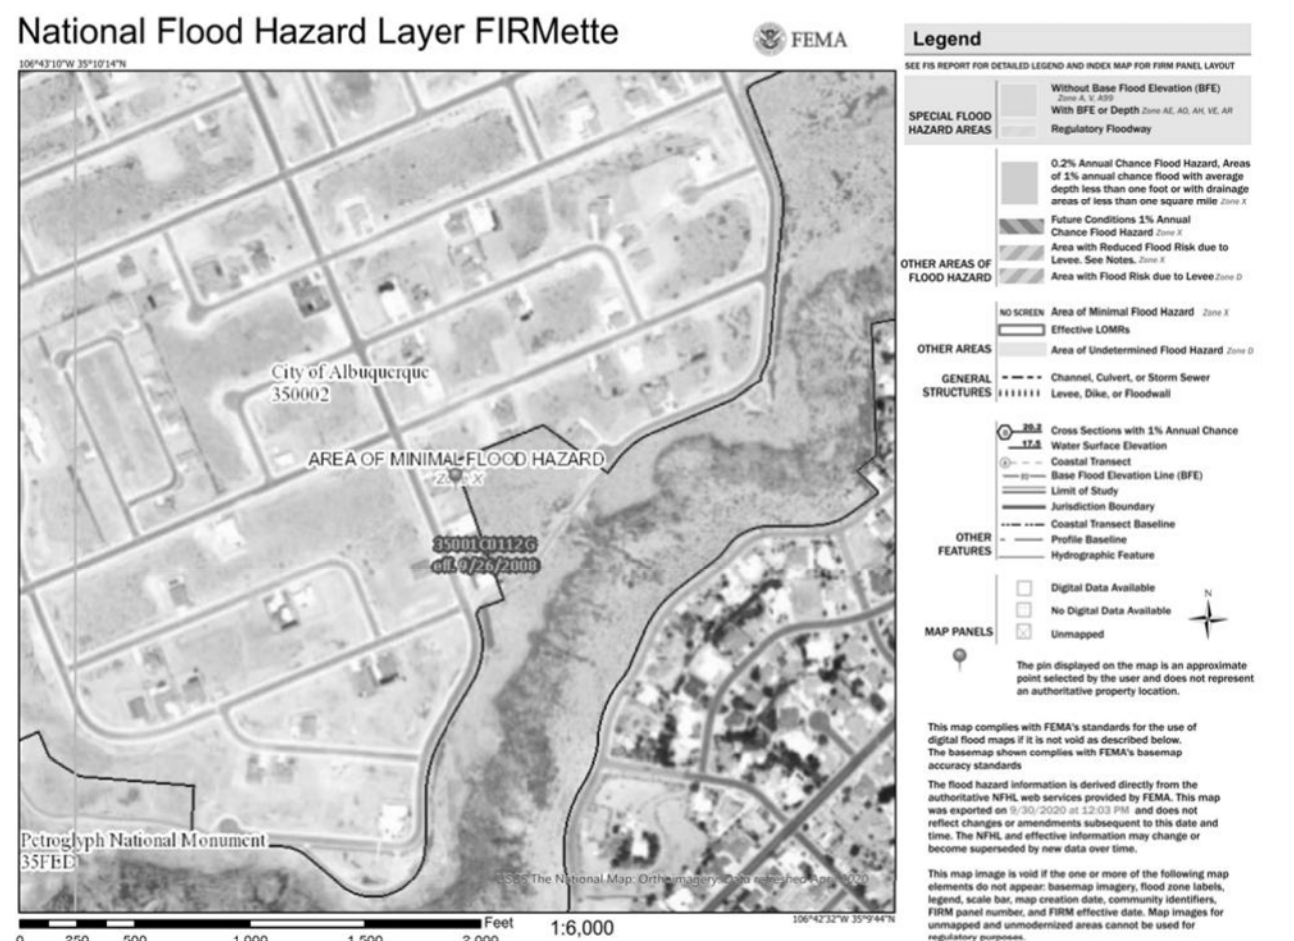 National Flood Hazard Layer FIRMette
FEMA
106°43'10"W 35°10'14"N
City of Albuquerque
350002
AREA OF MINIMAL FLOOD HAZARD
Zone X
35001C0112G
eff. 9/26/2008
Petroglyph National Monument
35FED
USGS The National Map: Orthoimagery. Data refreshed April 2020
106°42'32"W 35°9'44"N
Feet
0 250 500 1,000 1,500 2,000
1:6,000
Legend
SEE FIS REPORT FOR DETAILED LEGEND AND INDEX MAP FOR FIRM PANEL LAYOUT
SPECIAL FLOOD
HAZARD AREAS
Without Base Flood Elevation (BFE)
Zone A, V, A99
With BFE or Depth Zone AE, AO, AH, VE, AR
Regulatory Floodway
OTHER AREAS OF
FLOOD HAZARD
0.2% Annual Chance Flood Hazard, Areas
of 1% annual chance flood with average
depth less than one foot or with drainage
areas of less than one square mile Zone X
Future Conditions 1% Annual
Chance Flood Hazard Zone X
Area with Reduced Flood Risk due to
Levee. See Notes. Zone X
Area with Flood Risk due to Levee Zone D
OTHER AREAS
NO SCREEN Area of Minimal Flood Hazard Zone X
Effective LOMRs
Area of Undetermined Flood Hazard Zone D
GENERAL
STRUCTURES
Channel, Culvert, or Storm Sewer
Levee, Dike, or Floodwall
OTHER
FEATURES
20.2 Cross Sections with 1% Annual Chance
17.5 Water Surface Elevation
Coastal Transect
Base Flood Elevation Line (BFE)
Limit of Study
Jurisdiction Boundary
Coastal Transect Baseline
Profile Baseline
Hydrographic Feature
MAP PANELS
Digital Data Available
No Digital Data Available
Unmapped
N
The pin displayed on the map is an approximate
point selected by the user and does not represent
an authoritative property location.
This map complies with FEMA's standards for the use of
digital flood maps if it is not void as described below.
The basemap shown complies with FEMA's basemap
accuracy standards
The flood hazard information is derived directly from the
authoritative NFHL web services provided by FEMA. This map
was exported on 9/30/2020 at 12:03 PM and does not
reflect changes or amendments subsequent to this date and
time. The NFHL and effective information may change or
become superseded by new data over time.
This map image is void if the one or more of the following map
elements do not appear: basemap imagery, flood zone labels,
legend, scale bar, map creation date, community identifiers,
FIRM panel number, and FIRM effective date. Map images for
unmapped and unmodernized areas cannot be used for
regulatory purposes.